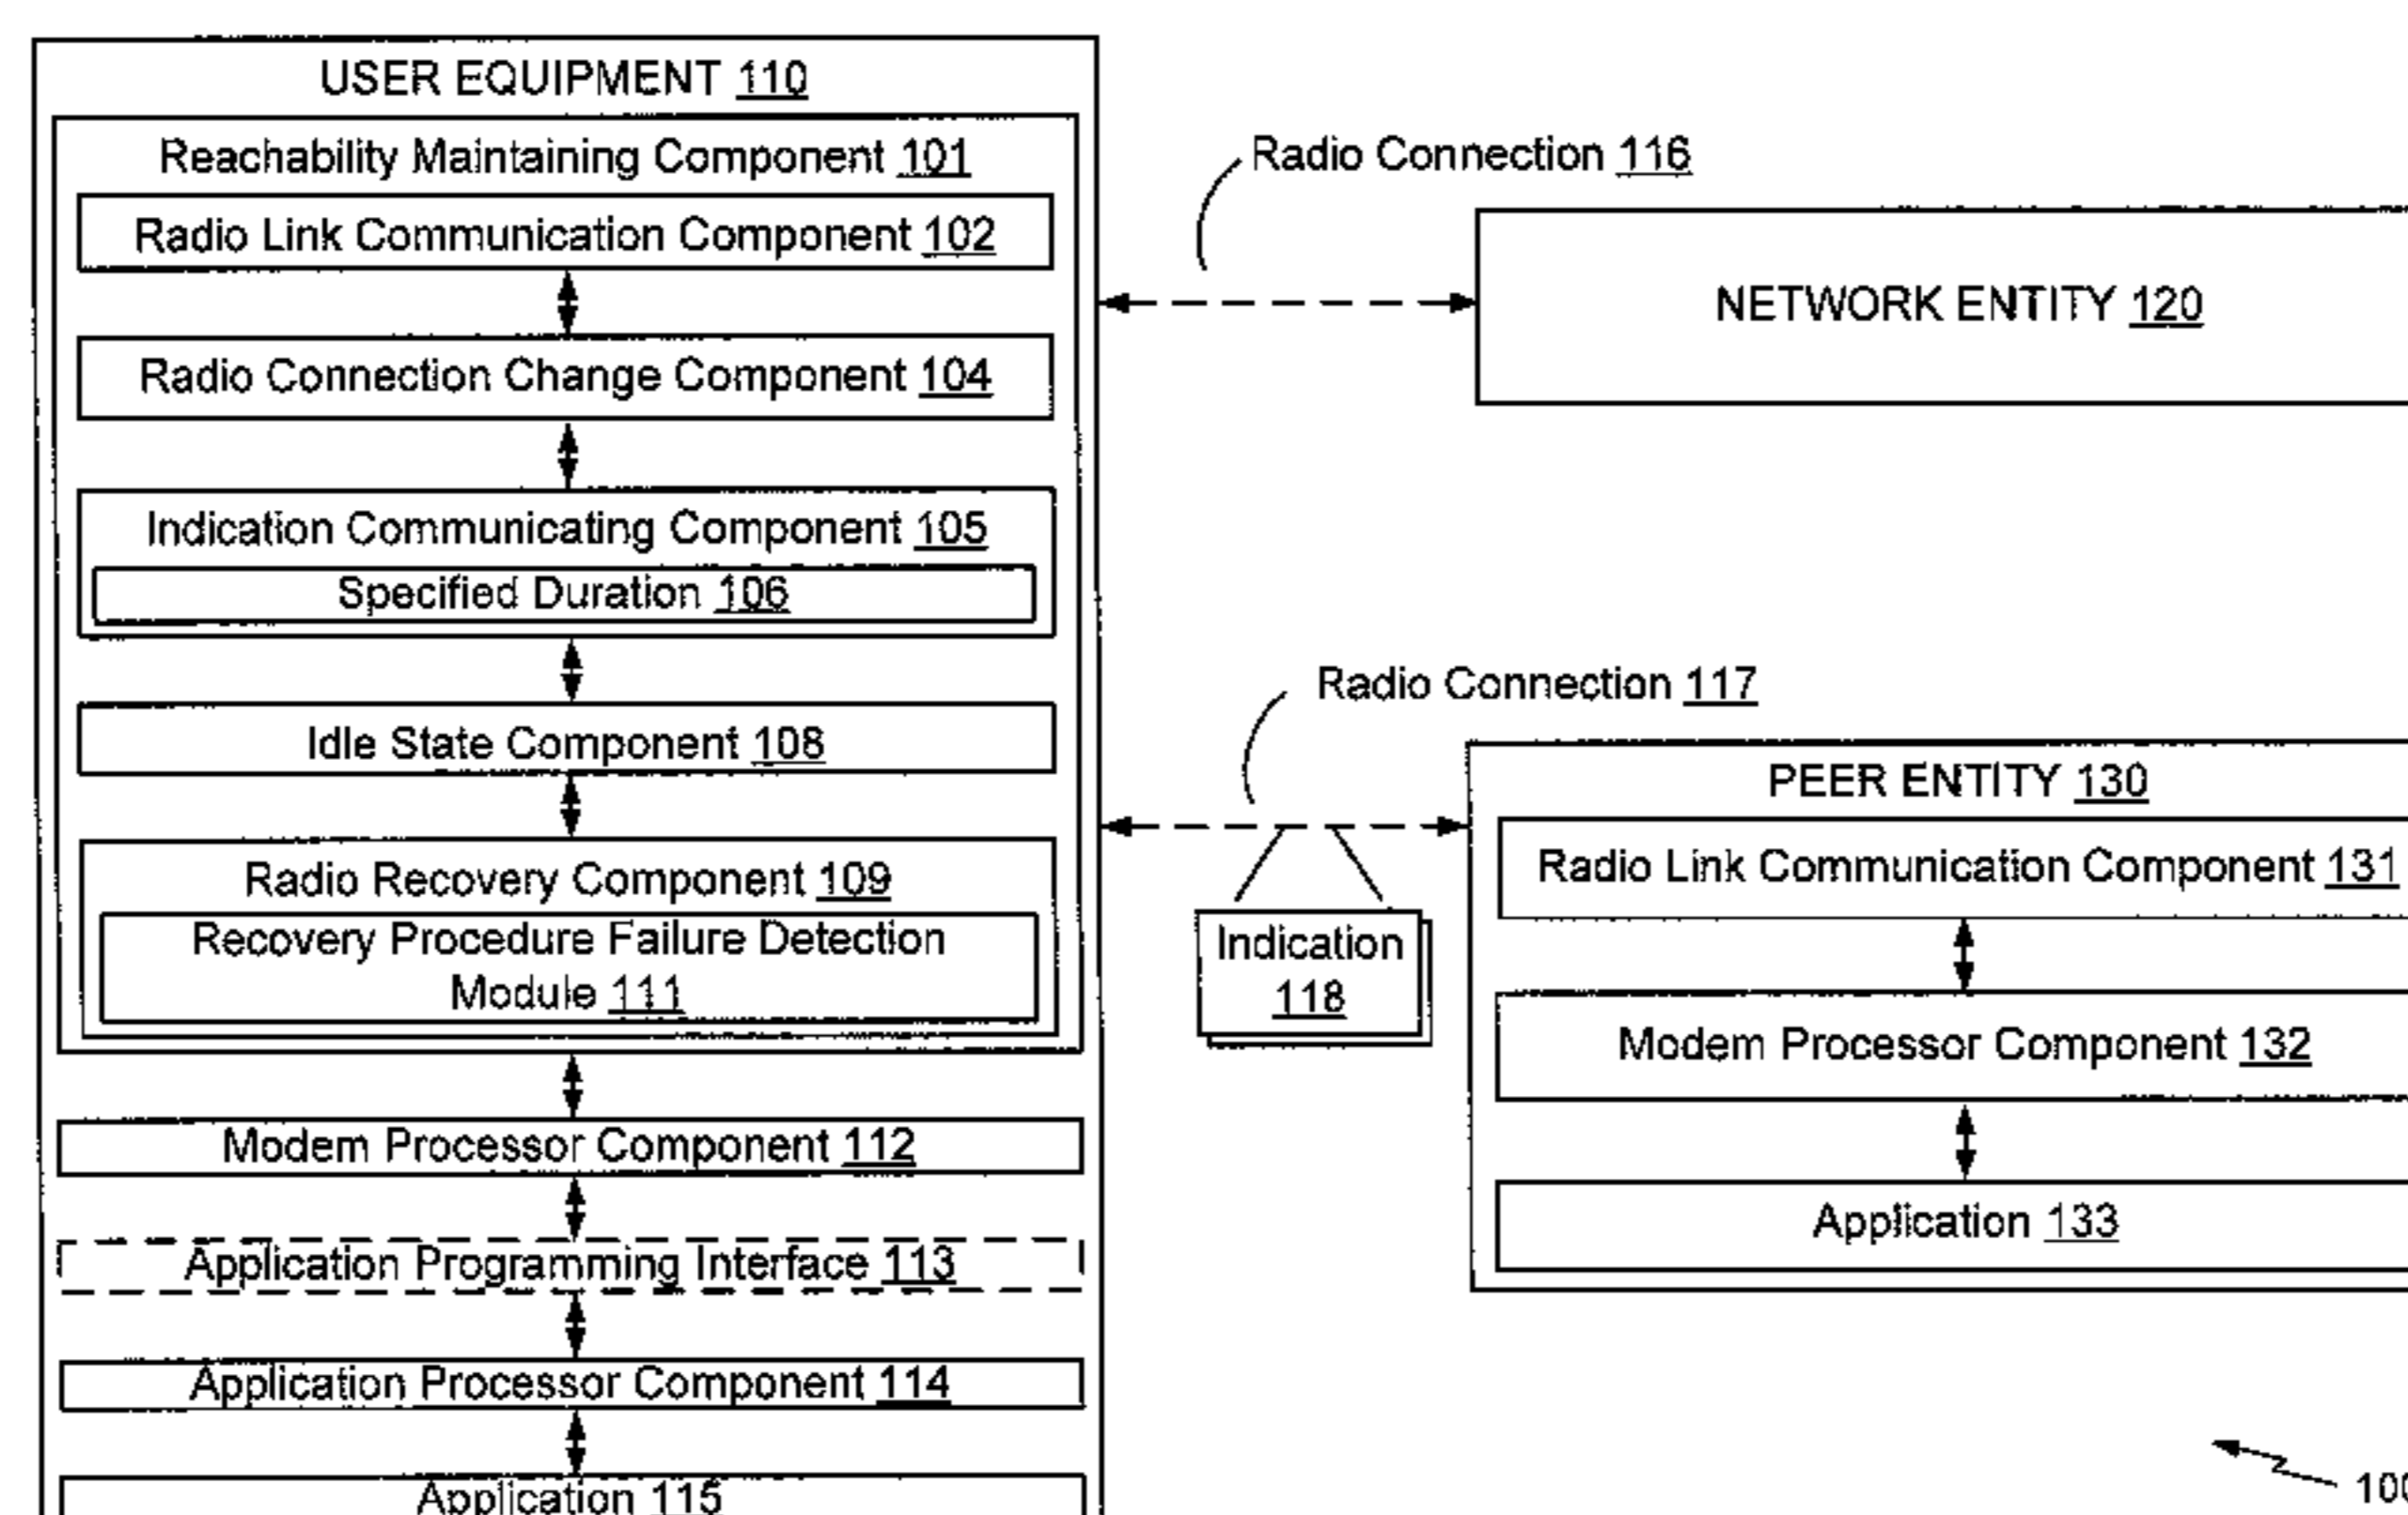 USER EQUIPMENT 110
Reachability Maintaining Component 101
Radio Link Communication Component 102
Radio Connection Change Component 104
Indication Communicating Component 105
Specified Duration 106
Idle State Component 108
Radio Recovery Component 109
Recovery Procedure Failure Detection
Module 111
Modem Processor Component 112
Application Programming Interface 113
Application Processor Component 114
Application 115
Radio Connection 116
NETWORK ENTITY 120
Radio Connection 117
Indication
118
PEER ENTITY 130
Radio Link Communication Component 131
Modem Processor Component 132
Application 133
100